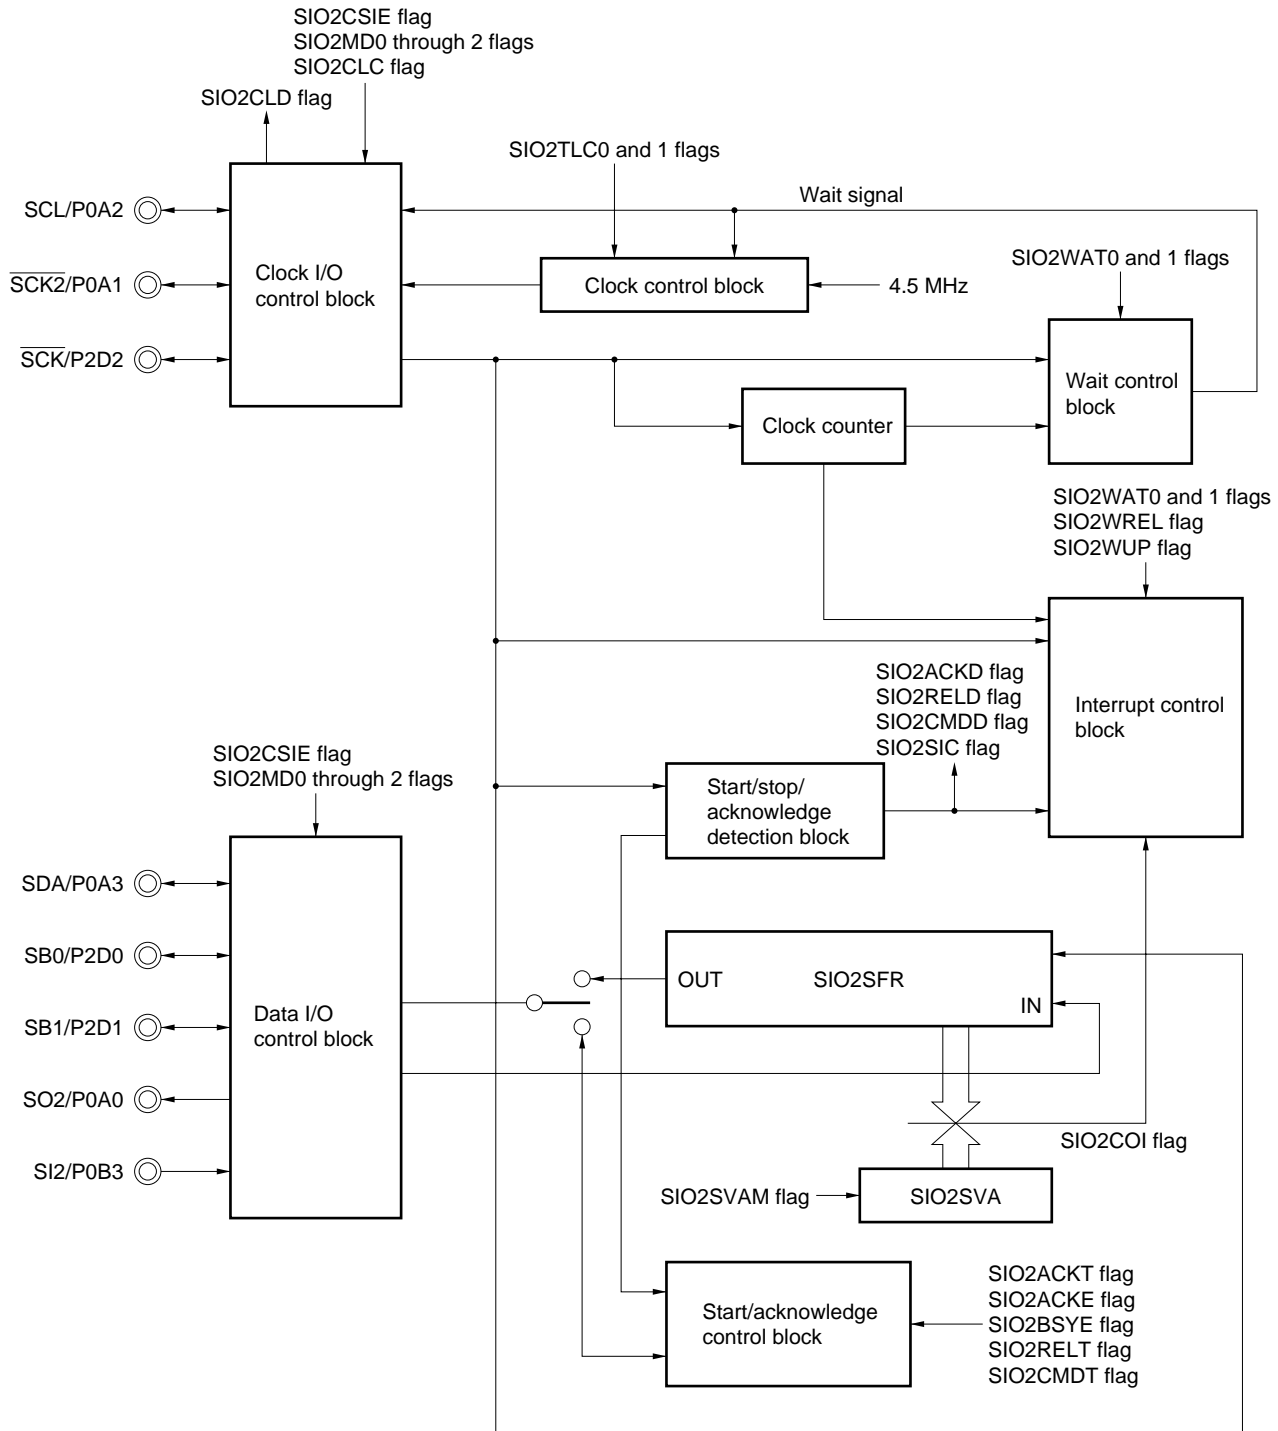 SIO2CSIE flag
SIO2MD0 through 2 flags
SIO2CLC flag
SIO2CLD flag
SIO2TLC0 and 1 flags
Wait signal
SCL/P0A2
SCK2/P0A1
SCK/P2D2
Clock I/O
control block
Clock control block
4.5 MHz
SIO2WAT0 and 1 flags
Wait control
block
Clock counter
SIO2WAT0 and 1 flags
SIO2WREL flag
SIO2WUP flag
Interrupt control
block
SIO2ACKD flag
SIO2RELD flag
SIO2CMDD flag
SIO2SIC flag
Start/stop/
acknowledge
detection block
SIO2CSIE flag
SIO2MD0 through 2 flags
SDA/P0A3
SB0/P2D0
SB1/P2D1
SO2/P0A0
SI2/P0B3
Data I/O
control block
OUT
SIO2SFR
IN
SIO2COI flag
SIO2SVAM flag
SIO2SVA
Start/acknowledge
control block
SIO2ACKT flag
SIO2ACKE flag
SIO2BSYE flag
SIO2RELT flag
SIO2CMDT flag